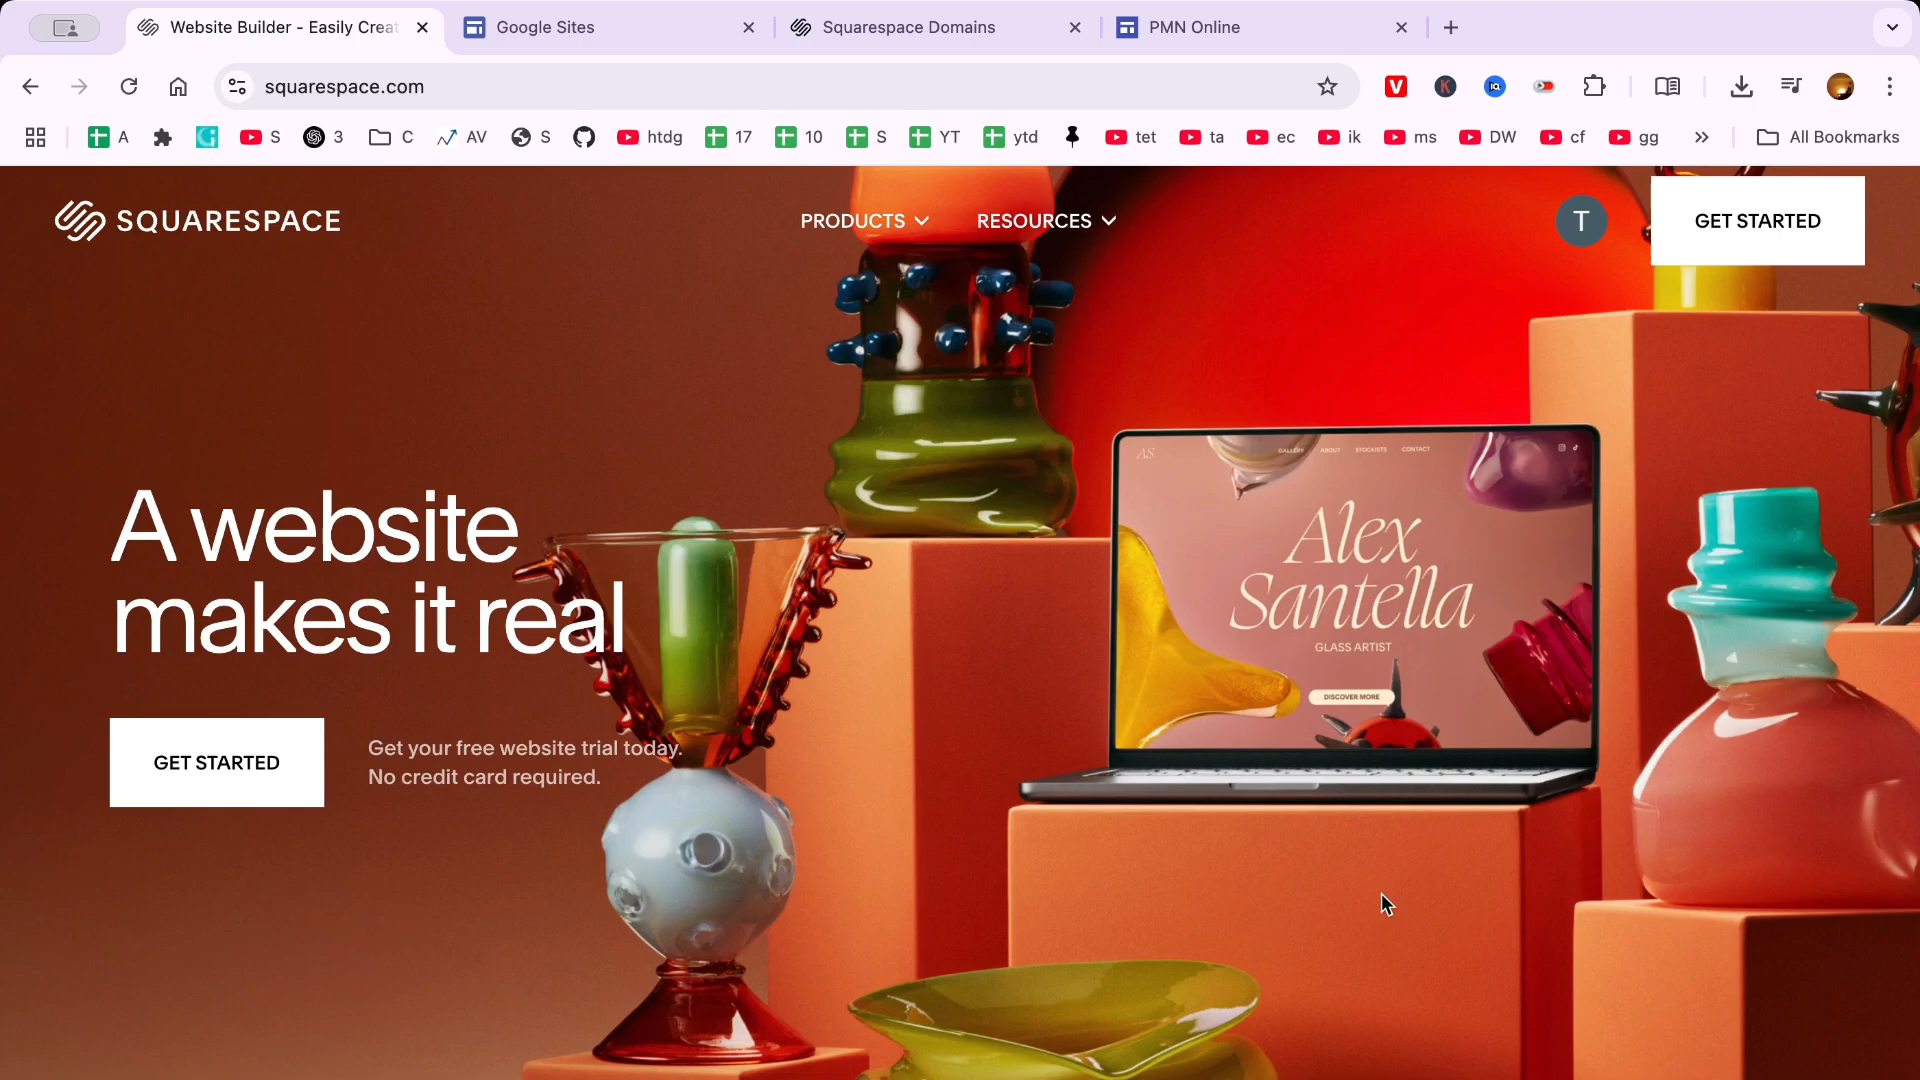 Website Builder - Easily Creat
Google Sites
Squarespace Domains
PMN Online
squarespace.com
A
S
3
C
AV
S
htdg
17
10
S
YT
ytd
tet
ta
ec
ik
ms
DW
cf
gg
All Bookmarks
SQUARESPACE
PRODUCTS
RESOURCES
T
GET STARTED
A website
makes it real
GET STARTED
Get your free website trial today.
No credit card required.
AS
GALLERY
ABOUT
STOCKISTS
CONTACT
Alex
Santella
GLASS ARTIST
DISCOVER MORE